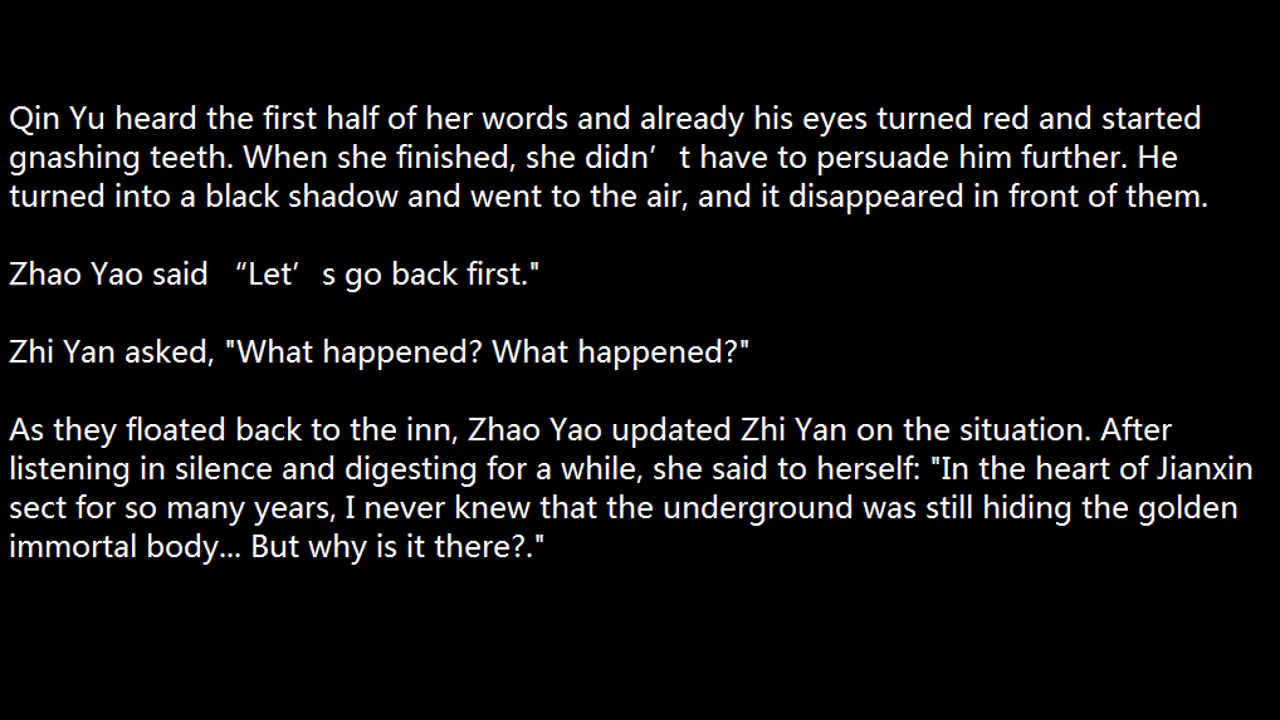 Qin Yu heard the first half of her words and already his eyes turned red and started
gnashing teeth. When she finished, she didn’ t have to persuade him further. He
turned into a black shadow and went to the air, and it disappeared in front of them.
Zhao Yao said “Let’ s go back first."
Zhi Yan asked, "What happened? What happened?"
As they floated back to the inn, Zhao Yao updated Zhi Yan on the situation. After
listening in silence and digesting for a while, she said to herself: "In the heart of Jianxin
sect for so many years, I never knew that the underground was still hiding the golden
immortal body... But why is it there?."